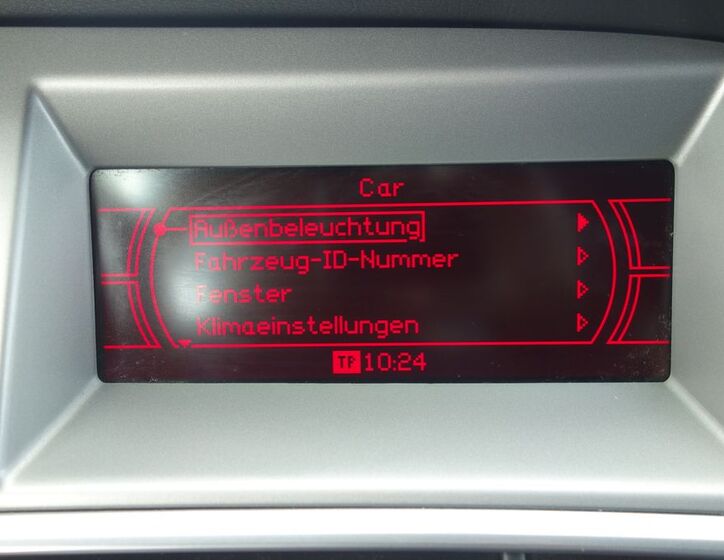 Car
Außenbeleuchtung
Fahrzeug-ID-Nummer
Fenster
Klimaeinstellungen
TP 10:24